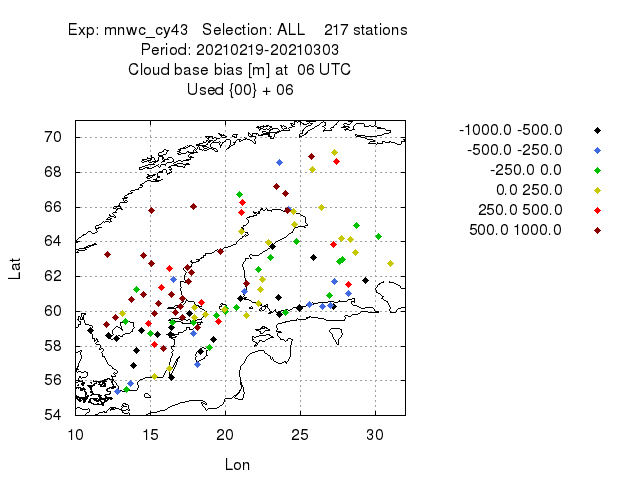 Exp: mnwc_cy43 Selection: ALL 217 stations
Period: 20210219-20210303
Cloud base bias [m] at 06 UTC
Used {00} + 06
-1000.0 -500.0
-500.0 -250.0
-250.0 0.0
0.0 250.0
250.0 500.0
500.0 1000.0
70
68
66
64
62
60
58
56
54
Lat
10 15 20 25 30
Lon